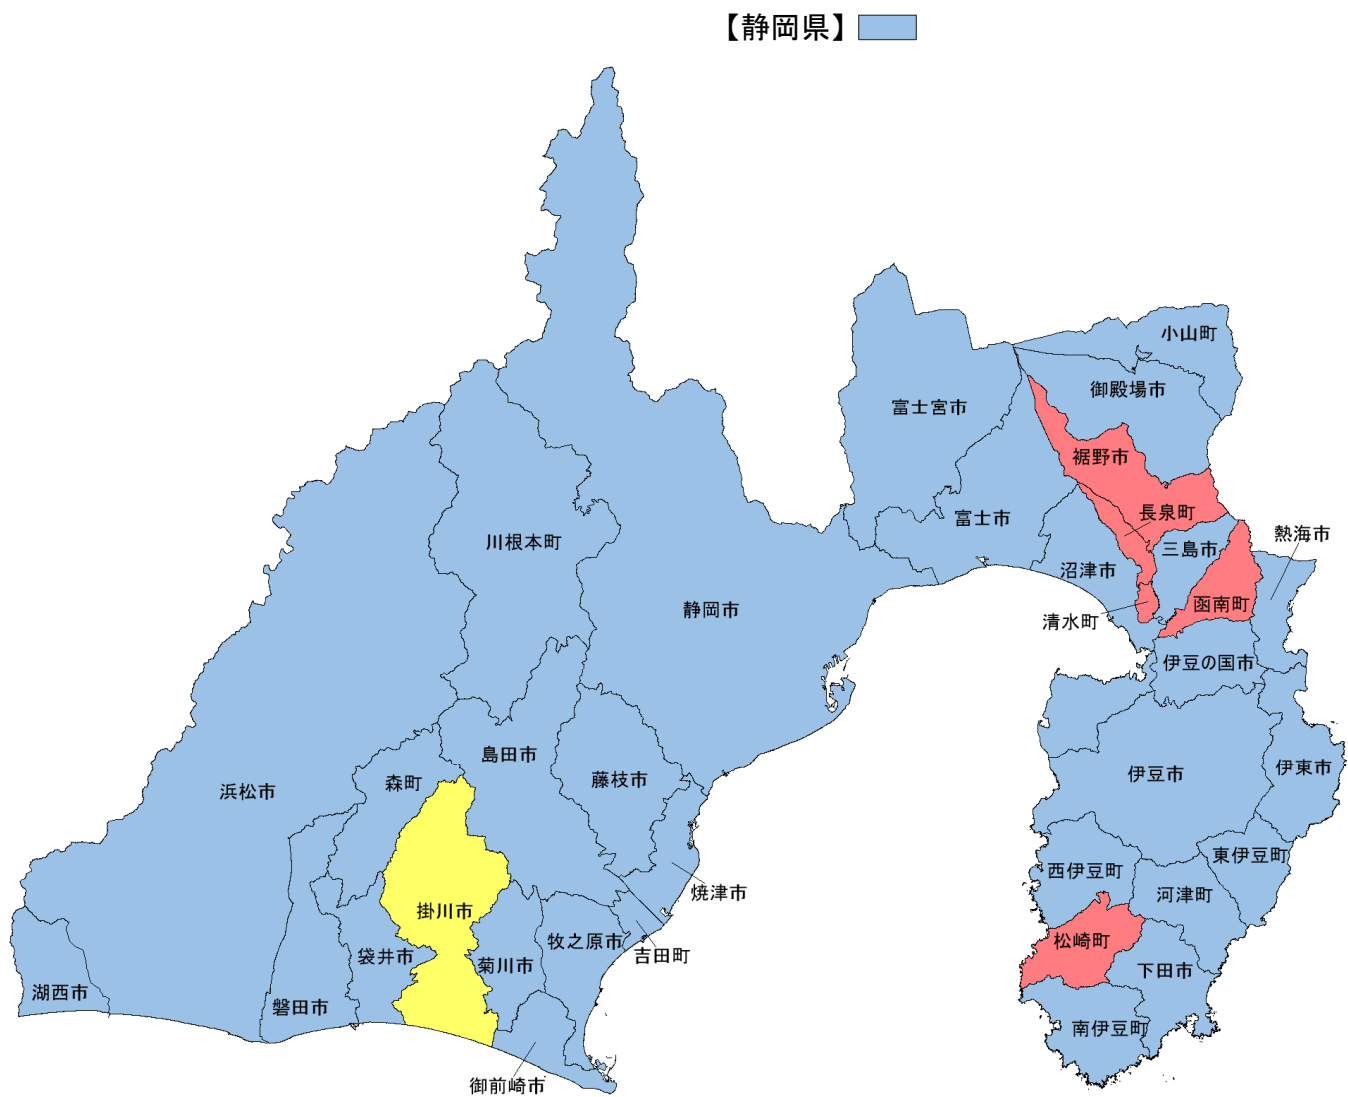 【静岡県】
小山町
御殿場市
富士宮市
裾野市
長泉町
富士市
熱海市
三島市
川根本町
沼津市
函南町
静岡市
清水町
伊豆の国市
島田市
伊豆市
伊東市
藤枝市
森町
浜松市
東伊豆町
西伊豆町
焼津市
河津町
掛川市
牧之原市
松崎町
吉田町
袋井市
菊川市
下田市
湖西市
磐田市
南伊豆町
御前崎市